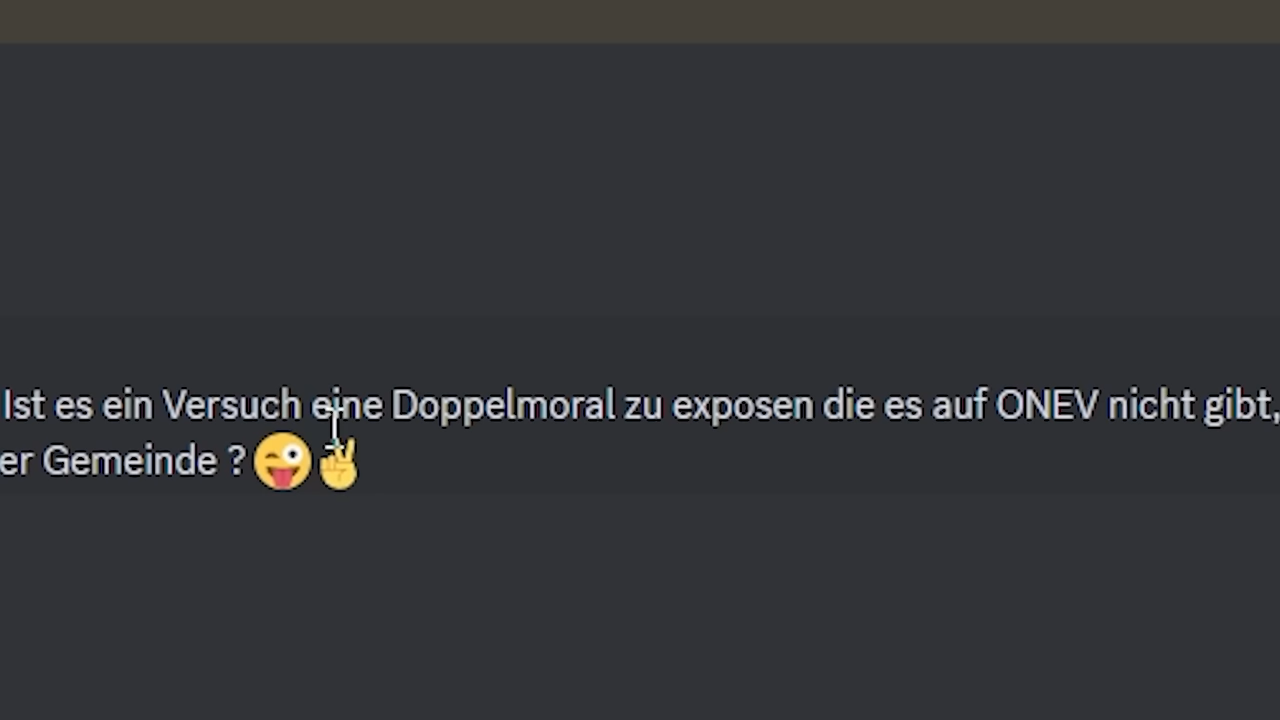 Ist es ein Versuch eine Doppelmoral zu exposen die es auf ONEV nicht gibt,
er Gemeinde ?😜✌